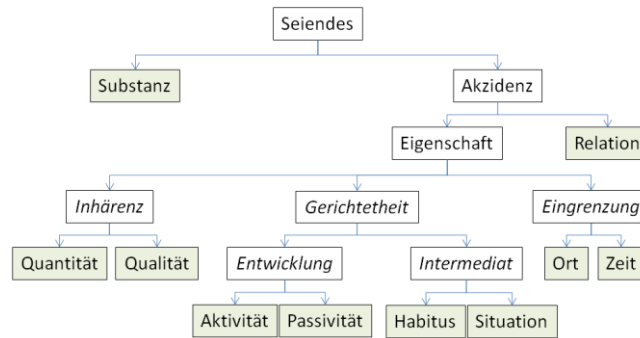 Seiendes
Substanz
Akzidenz
Eigenschaft
Relation
Inhärenz
Gerichtetheit
Eingrenzung
Quantität
Qualität
Entwicklung
Intermediat
Ort
Zeit
Aktivität
Passivität
Habitus
Situation